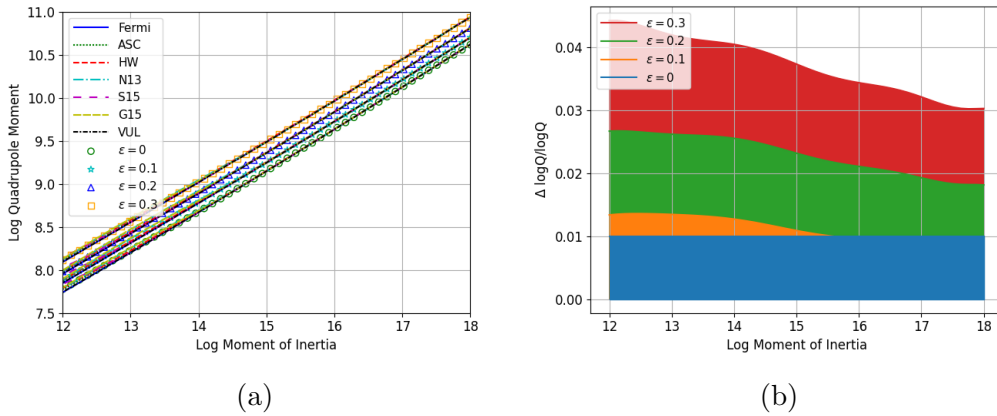 11.0
10.5
10.0
9.5
9.0
8.5
8.0
7.5
Log Quadrupole Moment
Fermi
ASC
HW
N13
S15
G15
VUL
ε = 0
ε = 0.1
ε = 0.2
ε = 0.3
12 13 14 15 16 17 18
Log Moment of Inertia
(a)
0.04
0.03
0.02
0.01
0.00
Δ logQ/logQ
ε = 0.3
ε = 0.2
ε = 0.1
ε = 0
12 13 14 15 16 17 18
Log Moment of Inertia
(b)